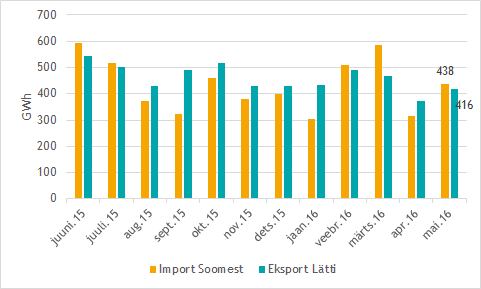 700
600
500
400
300
200
100
0
GWh
438
416
juuni.15
juuli.15
aug.15
sept.15
okt.15
nov.15
dets.15
jaan.16
veebr.16
märts.16
apr.16
mai.16
Import Soomest
Eksport Lätti